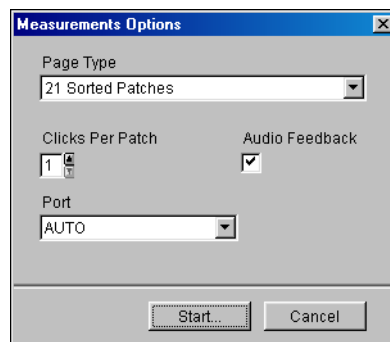 Measurements Options
Page Type
21 Sorted Patches
Clicks Per Patch
Audio Feedback
1
Port
AUTO
Start...
Cancel